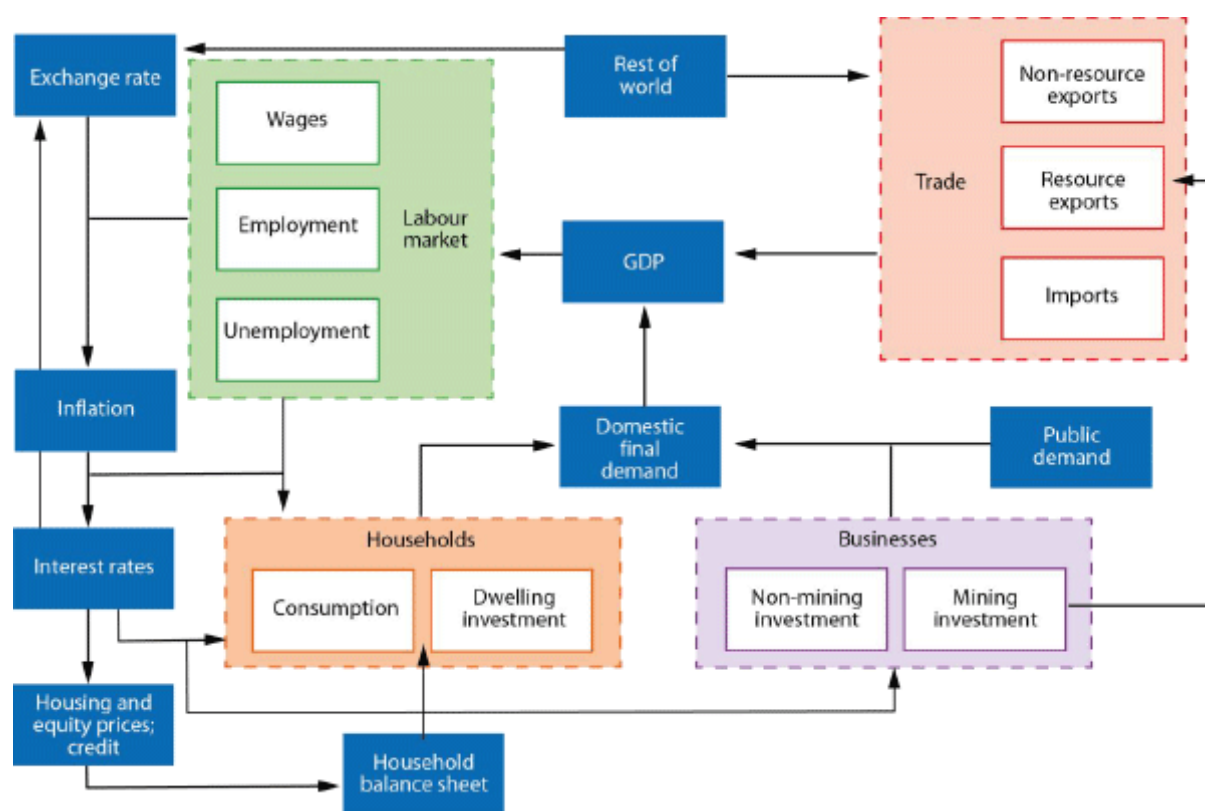 Exchange rate
Rest of
world
Non-resource
exports
Wages
Trade
Resource
exports
Employment
Labour
market
GDP
Imports
Unemployment
Inflation
Domestic
final
demand
Public
demand
Households
Businesses
Interest rates
Consumption
Dwelling
investment
Non-mining
investment
Mining
investment
Housing and
equity prices;
credit
Household
balance sheet